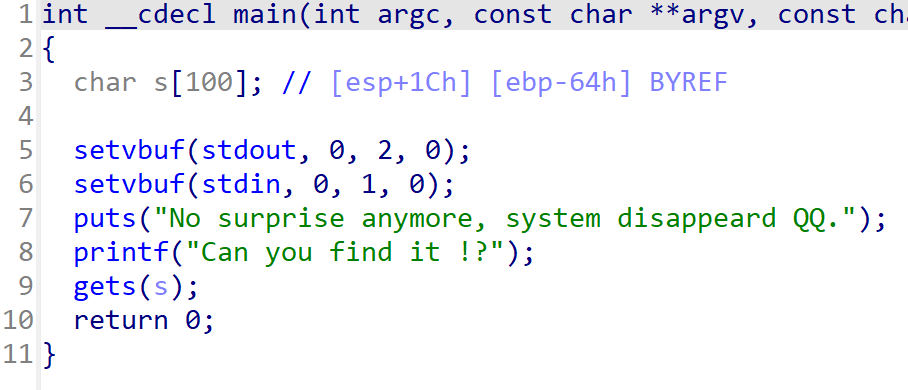 1 int __cdecl main(int argc, const char **argv, const cha
2 {
3 char s[100]; // [esp+1Ch] [ebp-64h] BYREF
4
5 setvbuf(stdout, 0, 2, 0);
6 setvbuf(stdin, 0, 1, 0);
7 puts("No surprise anymore, system disappeard QQ.");
8 printf("Can you find it !?");
9 gets(s);
10 return 0;
11 }